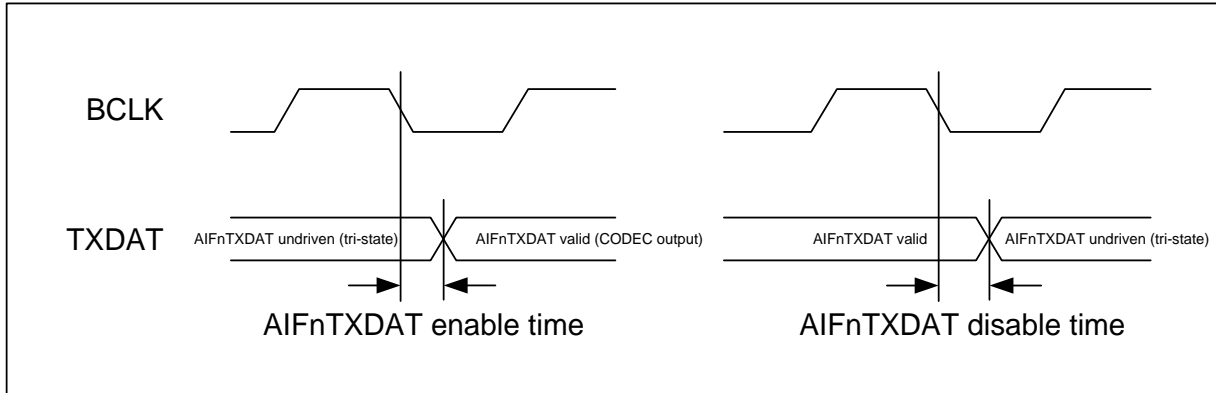 BCLK
TXDAT
AIFnTXDAT undriven (tri-state)
AIFnTXDAT valid (CODEC output)
AIFnTXDAT valid
AIFnTXDAT undriven (tri-state)
AIFnTXDAT enable time
AIFnTXDAT disable time